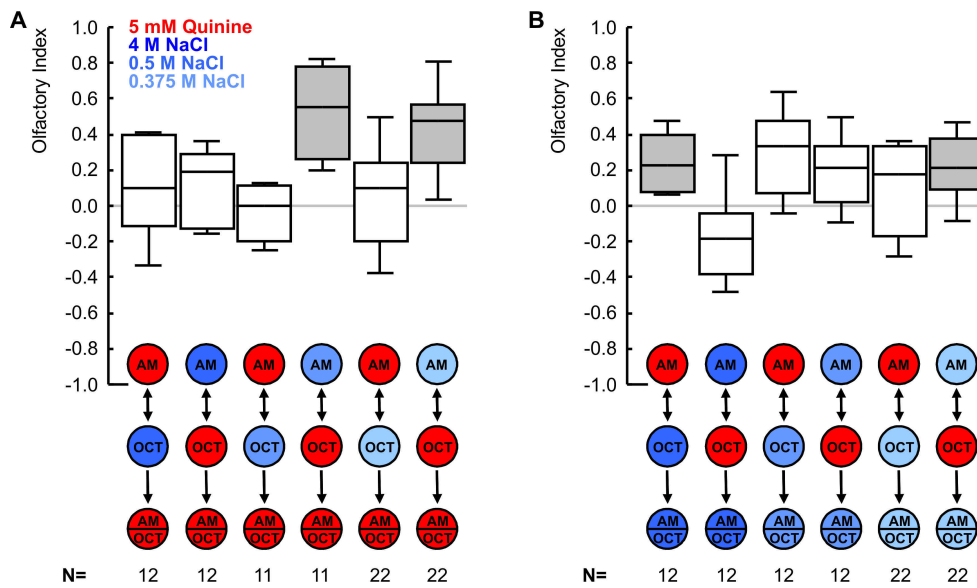 A
Olfactory Index
1.0
0.8
0.6
0.4
0.2
0.0
-0.2
-0.4
-0.6
-0.8
-1.0
5 mM Quinine
4 M NaCl
0.5 M NaCl
0.375 M NaCl
AM AM AM AM AM AM
OCT OCT OCT OCT OCT OCT
AM AM AM AM AM AM
OCT OCT OCT OCT OCT OCT
N= 12 12 11 11 22 22
B
Olfactory Index
1.0
0.8
0.6
0.4
0.2
0.0
-0.2
-0.4
-0.6
-0.8
-1.0
AM AM AM AM AM AM
OCT OCT OCT OCT OCT OCT
AM AM AM AM AM AM
OCT OCT OCT OCT OCT OCT
N= 12 12 12 12 22 22